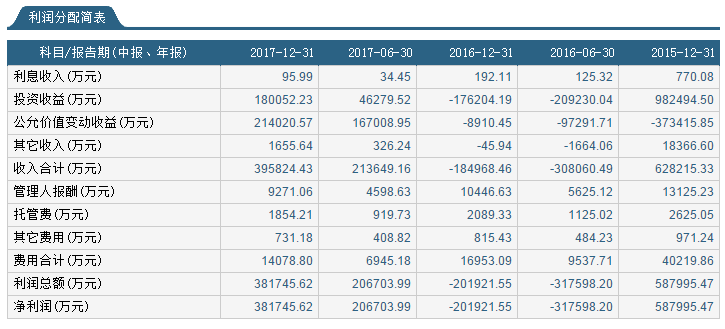 利润分配简表
科目/报告期(中报、年报) 2017-12-31 2017-06-30 2016-12-31 2016-06-30 2015-12-31
利息收入(万元) 95.99 34.45 192.11 125.32 770.08
投资收益(万元) 180052.23 46279.52 -176204.19 -209230.04 982494.50
公允价值变动收益(万元) 214020.57 167008.95 -8910.45 -97291.71 -373415.85
其它收入(万元) 1655.64 326.24 -45.94 -1664.06 18366.60
收入合计(万元) 395824.43 213649.16 -184968.46 -308060.49 628215.33
管理人报酬(万元) 9271.06 4598.63 10446.63 5625.12 13125.23
托管费(万元) 1854.21 919.73 2089.33 1125.02 2625.05
其它费用(万元) 731.18 408.82 815.43 484.23 971.24
费用合计(万元) 14078.80 6945.18 16953.09 9537.71 40219.86
利润总额(万元) 381745.62 206703.99 -201921.55 -317598.20 587995.47
净利润(万元) 381745.62 206703.99 -201921.55 -317598.20 587995.47